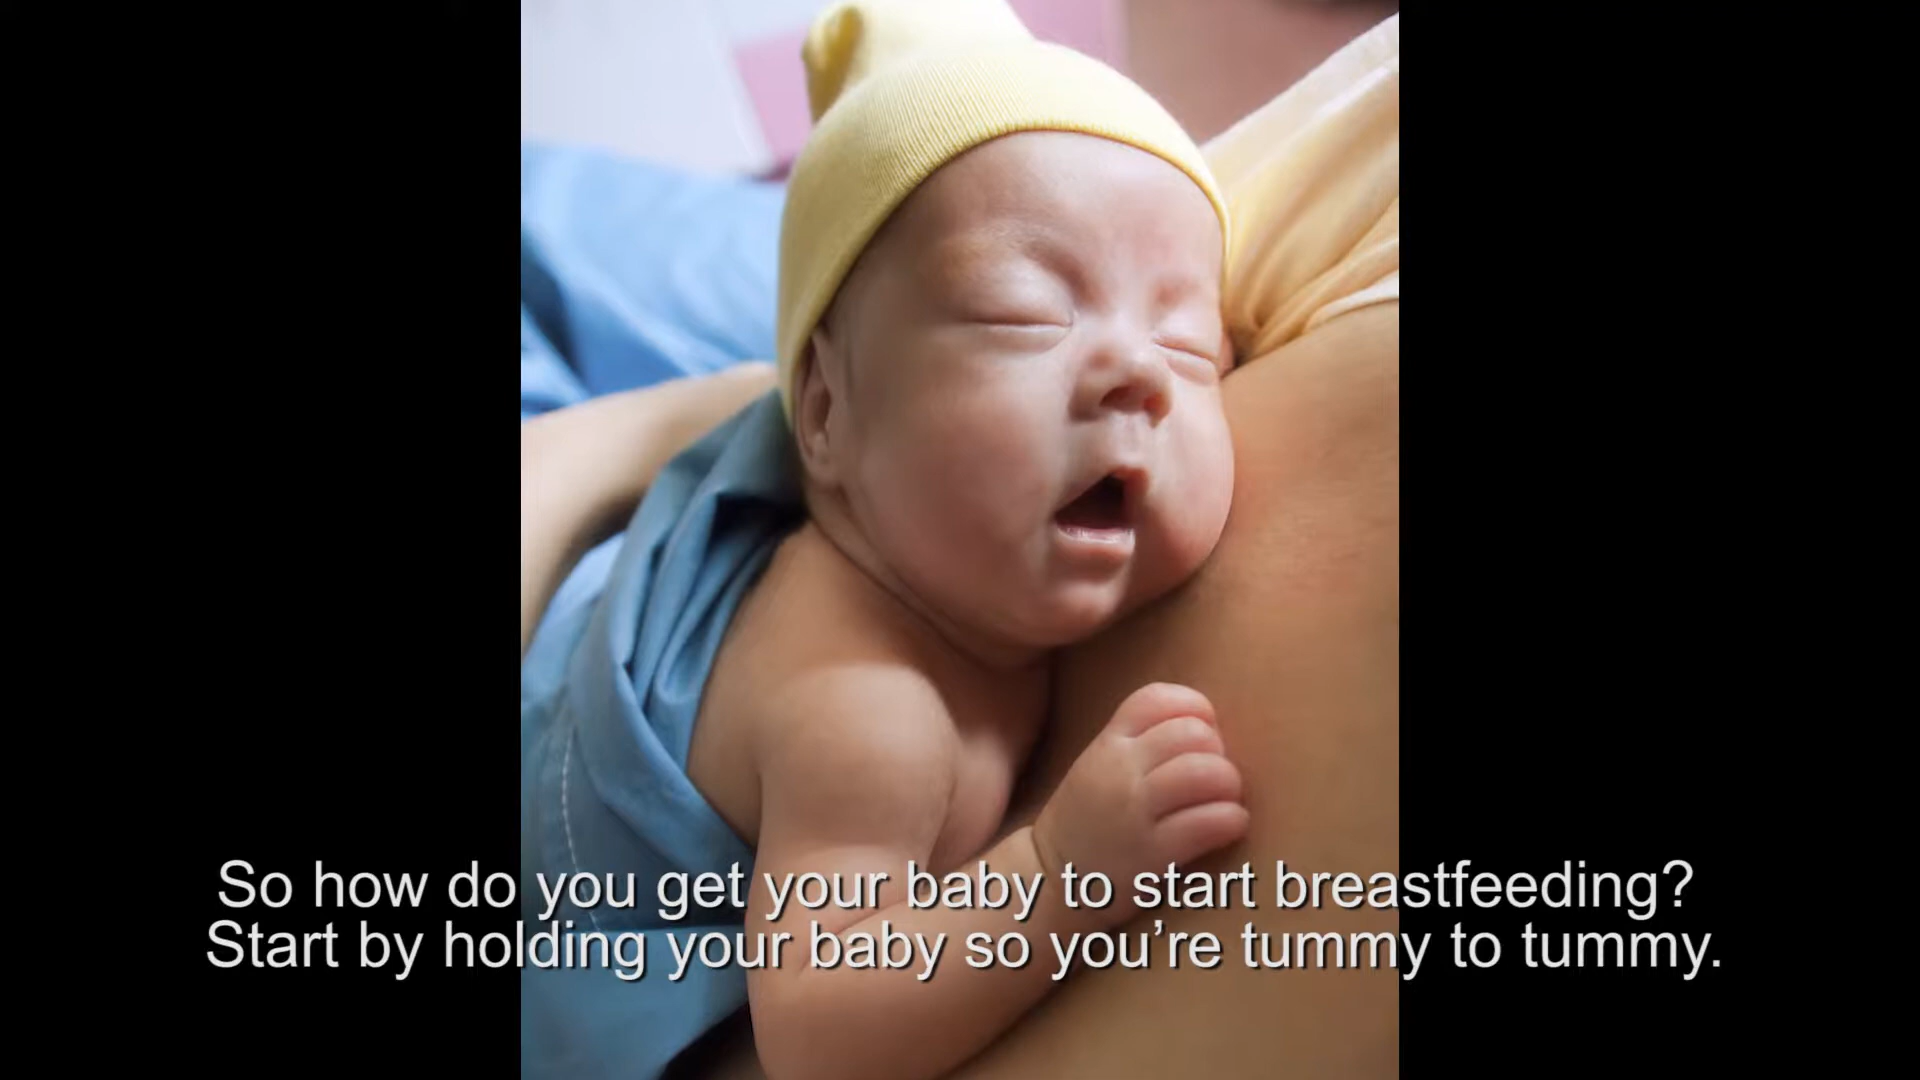 So how do you get your baby to start breastfeeding?
Start by holding your baby so you’re tummy to tummy.